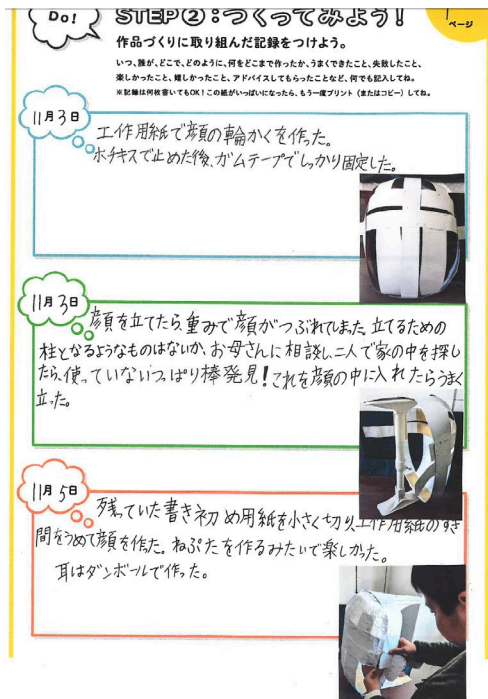 Do!
STEP②:つくってみよう!
ページ
作品づくりに取り組んだ記録をつけよう。
いつ、誰が、どこで、どのように、何をどこまで作ったか、うまくできたこと、失敗したこと、
楽しかったこと、嬉しかったこと、アドバイスしてもらったことなど、何でも記入してね。
※記録は何枚書いてもOK!この紙がいっぱいになったら、もう一度プリント(またはコピー)してね。
11月3日
工作用紙で顔の輪かくを作った。
ホチキスで止めた後、ガムテープでしっかり固定した。
11月3日
顔を立てたら、重みで顔がつぶれてしまった。立てるための
柱となるようなものはないか、お母さんに相談し、二人で家の中を探し
たら、使っていないつっぱり棒発見!これを顔の中に入れたらうまく
立った。
11月5日
残っていた書き初め用紙を小さく切り、工作用紙のすき
間をうめて顔を作った。ねぷたを作るみたいで楽しかった。
耳はダンボールで作った。